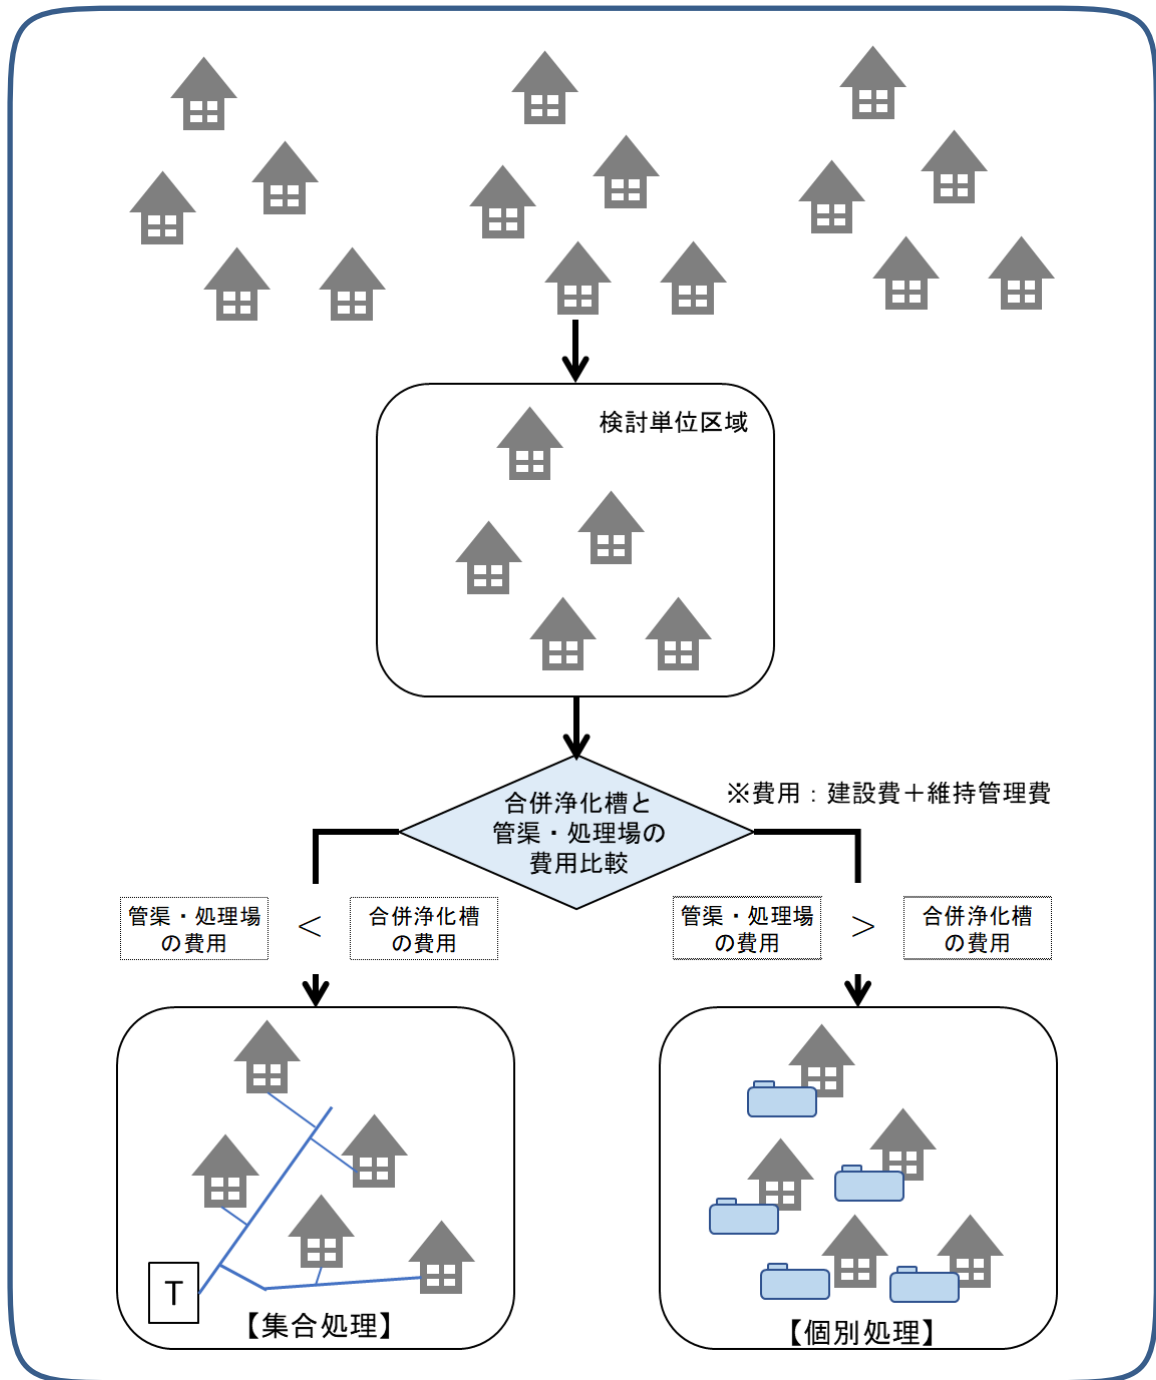 検討単位区域
※費用：建設費＋維持管理費
合併浄化槽と
管渠・処理場の
費用比較
管渠・処理場
の費用
＜
合併浄化槽
の費用
管渠・処理場
の費用
＞
合併浄化槽
の費用
T
【集合処理】
【個別処理】